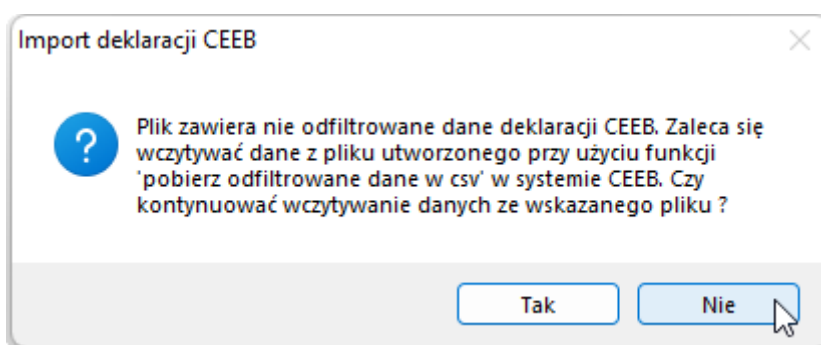 Import deklaracji CEEB
?
Plik zawiera nie odfiltrowane dane deklaracji CEEB. Zaleca się
wczytywać dane z pliku utworzonego przy użyciu funkcji
'pobierz odfiltrowane dane w csv' w systemie CEEB. Czy
kontynuować wczytywanie danych ze wskazanego pliku ?
Tak Nie